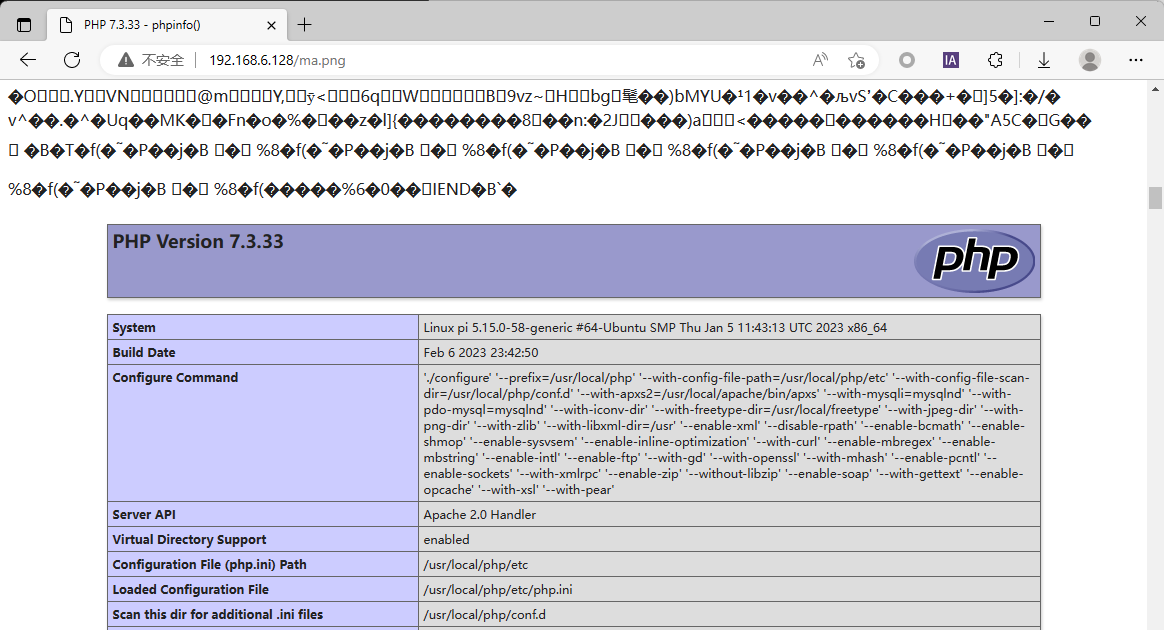 PHP 7.3.33 - phpinfo()
不安全
192.168.6.128/ma.png
IA
%8�f(�����%6�0��IEND�B`�
PHP Version 7.3.33
php
System Linux pi 5.15.0-58-generic #64-Ubuntu SMP Thu Jan 5 11:43:13 UTC 2023 x86_64
Build Date Feb 6 2023 23:42:50
Configure Command './configure' '--prefix=/usr/local/php' '--with-config-file-path=/usr/local/php/etc' '--with-config-file-scan-
dir=/usr/local/php/conf.d' '--with-apxs2=/usr/local/apache/bin/apxs' '--with-mysqli=mysqlnd' '--with-
pdo-mysql=mysqlnd' '--with-iconv-dir' '--with-freetype-dir=/usr/local/freetype' '--with-jpeg-dir' '--with-
png-dir' '--with-zlib' '--with-libxml-dir=/usr' '--enable-xml' '--disable-rpath' '--enable-bcmath' '--enable-
shmop' '--enable-sysvsem' '--enable-inline-optimization' '--with-curl' '--enable-mbregex' '--enable-
mbstring' '--enable-intl' '--enable-ftp' '--with-gd' '--with-openssl' '--with-mhash' '--enable-pcntl' '--
enable-sockets' '--with-xmlrpc' '--enable-zip' '--without-libzip' '--enable-soap' '--with-gettext' '--enable-
opcache' '--with-xsl' '--with-pear'
Server API Apache 2.0 Handler
Virtual Directory Support enabled
Configuration File (php.ini) Path /usr/local/php/etc
Loaded Configuration File /usr/local/php/etc/php.ini
Scan this dir for additional .ini files /usr/local/php/conf.d